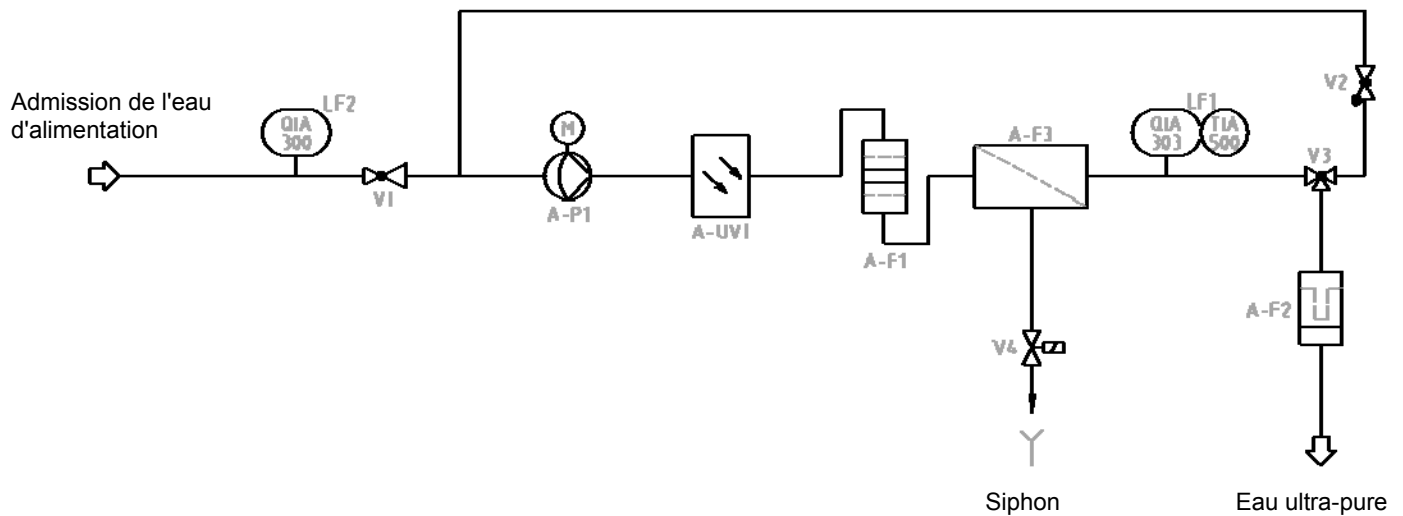 Admission de l'eau
d'alimentation
LF2
QIA
300
V1
M
A-P1
A-UV1
A-F1
A-F3
LF1
QIA
303
TIA
500
V2
V3
V4
A-F2
Siphon
Eau ultra-pure